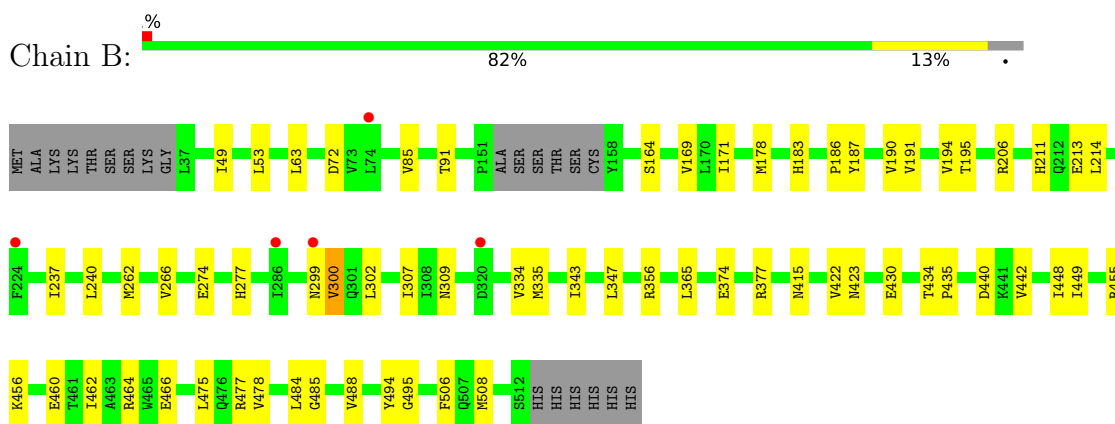 %
Chain B:
82% 13% •
MET ALA LYS LYS THR SER SER LYS GLY L37 I49 L53 L63 D72 V73 L74 V85 T91 P151 ALA SER SER THR SER CYS Y158 S164 V169 L170 I171 M178 H183 P186 Y187 V190 V191 V194 T195 R206 H211 Q212 E213 L214
F224 I237 L240 M262 V266 E274 H277 I286 N299 V300 Q301 L302 I307 I308 N309 D320 V334 M335 I343 L347 R356 L365 E374 R377 N415 V422 N423 E430 T434 P435 D440 K441 V442 I448 I449 R455
K456 E460 T461 I462 A463 R464 W465 E466 L475 Q476 R477 V478 L484 G485 V488 Y494 G495 F506 Q507 M508 S512 HIS HIS HIS HIS HIS HIS